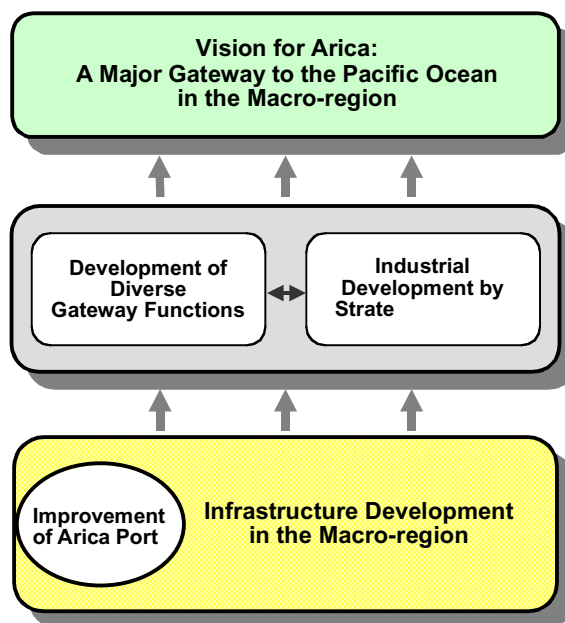 Vision for Arica:
A Major Gateway to the Pacific Ocean
in the Macro-region
Development of
Diverse
Gateway Functions
Industrial
Development by
Strate
Improvement
of Arica Port
Infrastructure Development
in the Macro-region